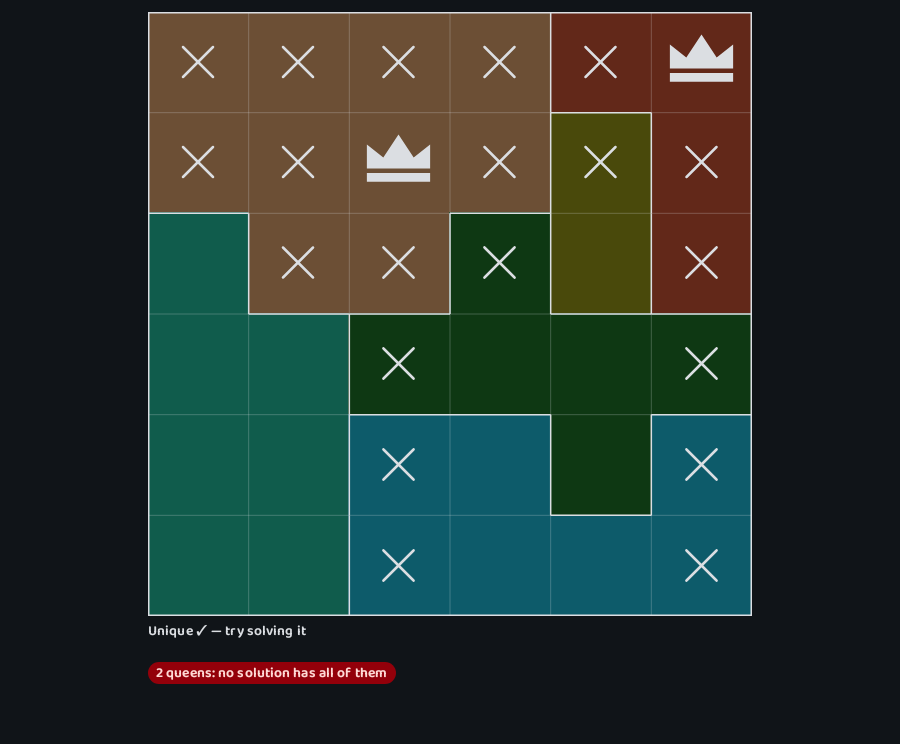 Unique ✓ — try solving it
2 queens: no solution has all of them